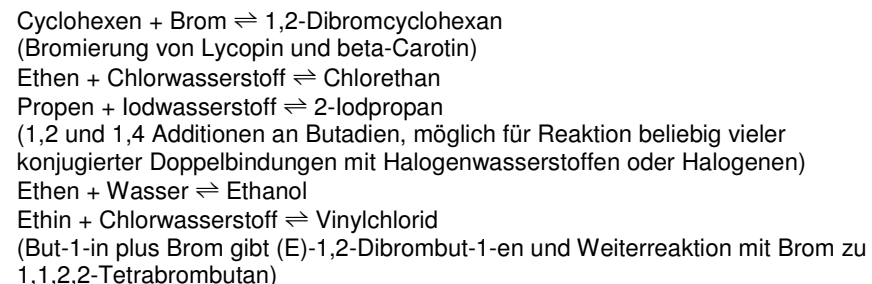 Cyclohexen + Brom ⇌ 1,2-Dibromcyclohexan
(Bromierung von Lycopin und beta-Carotin)
Ethen + Chlorwasserstoff ⇌ Chlorethan
Propen + Iodwasserstoff ⇌ 2-Iodpropan
(1,2 und 1,4 Additionen an Butadien, möglich für Reaktion beliebig vieler
konjugierter Doppelbindungen mit Halogenwasserstoffen oder Halogenen)
Ethen + Wasser ⇌ Ethanol
Ethin + Chlorwasserstoff ⇌ Vinylchlorid
(But-1-in plus Brom gibt (E)-1,2-Dibrombut-1-en und Weiterreaktion mit Brom zu
1,1,2,2-Tetrabrombutan)